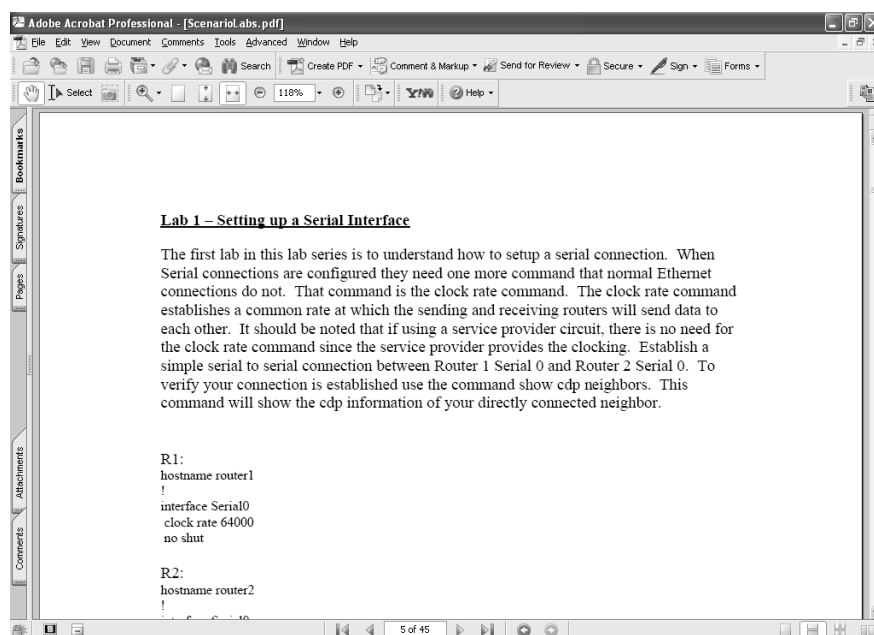 Adobe Acrobat Professional - [ScenarioLabs.pdf]
File Edit View Document Comments Tools Advanced Window Help
Search Create PDF Comment & Markup Send for Review Secure Sign Forms
Select 118% Help
Bookmarks
Signatures
Pages
Attachments
Comments
Lab 1 – Setting up a Serial Interface
The first lab in this lab series is to understand how to setup a serial connection. When
Serial connections are configured they need one more command that normal Ethernet
connections do not. That command is the clock rate command. The clock rate command
establishes a common rate at which the sending and receiving routers will send data to
each other. It should be noted that if using a service provider circuit, there is no need for
the clock rate command since the service provider provides the clocking. Establish a
simple serial to serial connection between Router 1 Serial 0 and Router 2 Serial 0. To
verify your connection is established use the command show cdp neighbors. This
command will show the cdp information of your directly connected neighbor.
R1:
hostname router1
!
interface Serial0
clock rate 64000
no shut
R2:
hostname router2
!
5 of 45